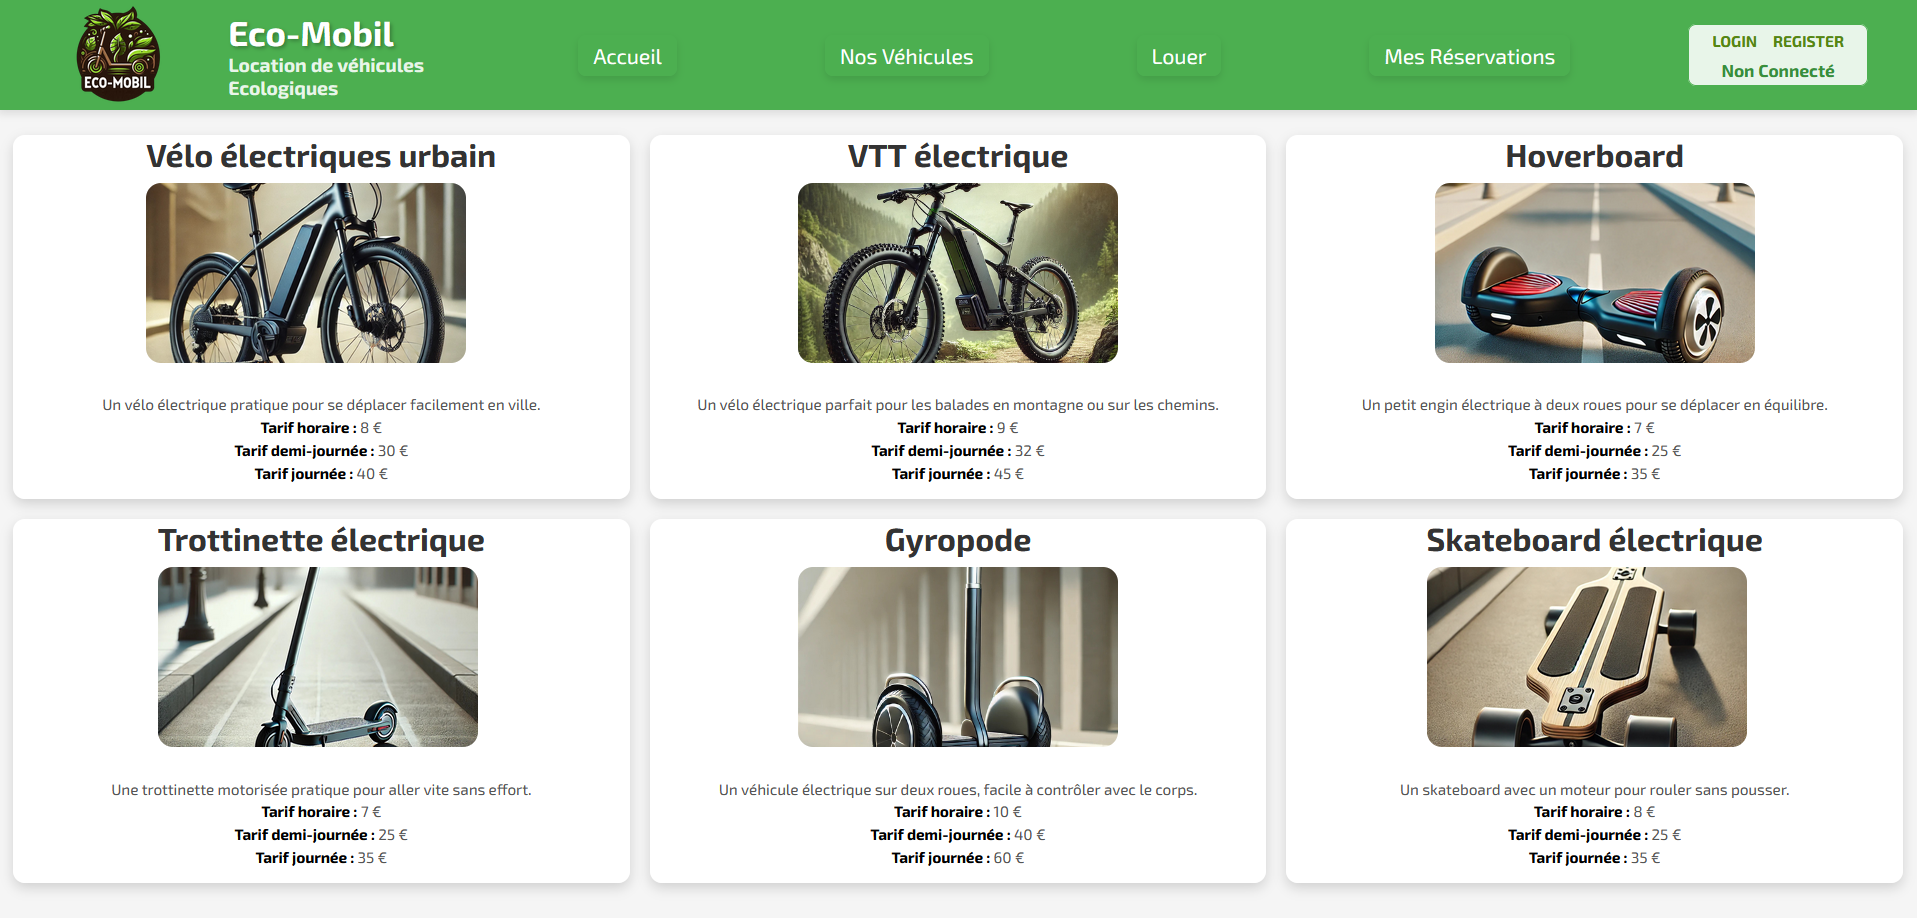 ECO-MOBIL
Eco-Mobil
Location de véhicules
Ecologiques
Accueil
Nos Véhicules
Louer
Mes Réservations
LOGIN REGISTER
Non Connecté
Vélo électriques urbain
Un vélo électrique pratique pour se déplacer facilement en ville.
Tarif horaire : 8 €
Tarif demi-journée : 30 €
Tarif journée : 40 €
VTT électrique
Un vélo électrique parfait pour les balades en montagne ou sur les chemins.
Tarif horaire : 9 €
Tarif demi-journée : 32 €
Tarif journée : 45 €
Hoverboard
Un petit engin électrique à deux roues pour se déplacer en équilibre.
Tarif horaire : 7 €
Tarif demi-journée : 25 €
Tarif journée : 35 €
Trottinette électrique
Une trottinette motorisée pratique pour aller vite sans effort.
Tarif horaire : 7 €
Tarif demi-journée : 25 €
Tarif journée : 35 €
Gyropode
Un véhicule électrique sur deux roues, facile à contrôler avec le corps.
Tarif horaire : 10 €
Tarif demi-journée : 40 €
Tarif journée : 60 €
Skateboard électrique
Un skateboard avec un moteur pour rouler sans pousser.
Tarif horaire : 8 €
Tarif demi-journée : 25 €
Tarif journée : 35 €